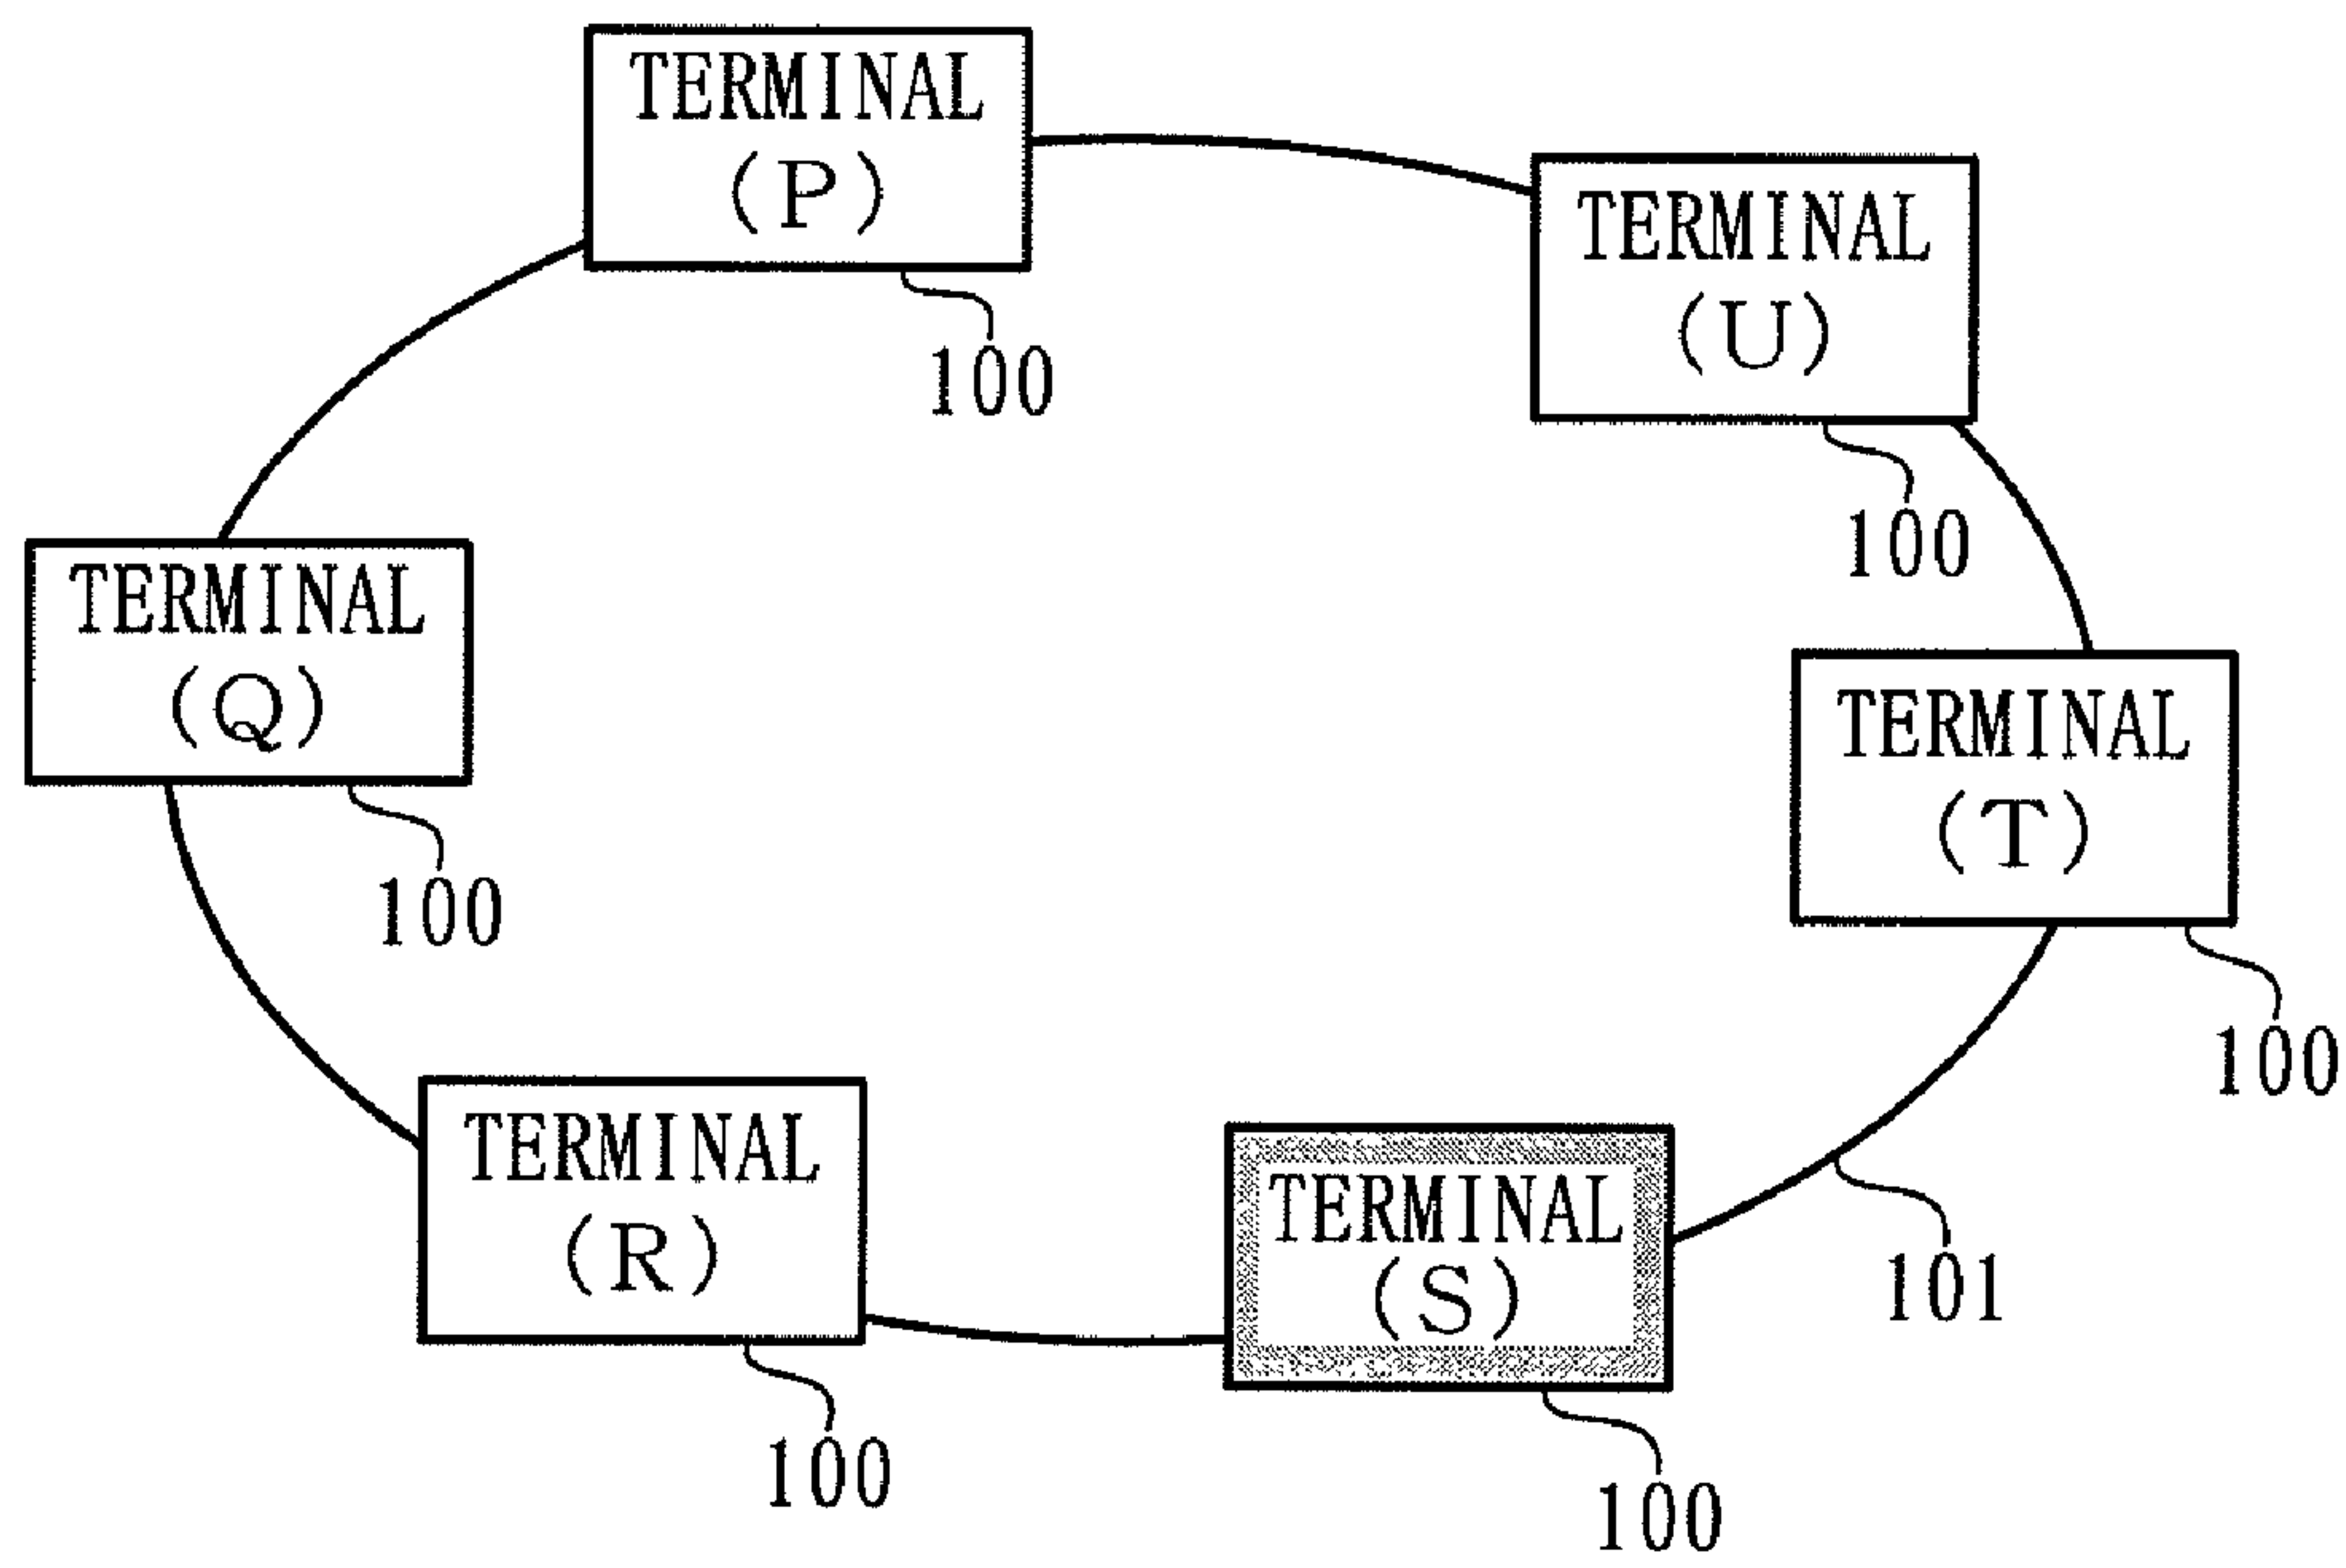 TERMINAL
(P)
100
TERMINAL
(U)
100
TERMINAL
(Q)
100
TERMINAL
(T)
100
TERMINAL
(R)
100
TERMINAL
(S)
100
101